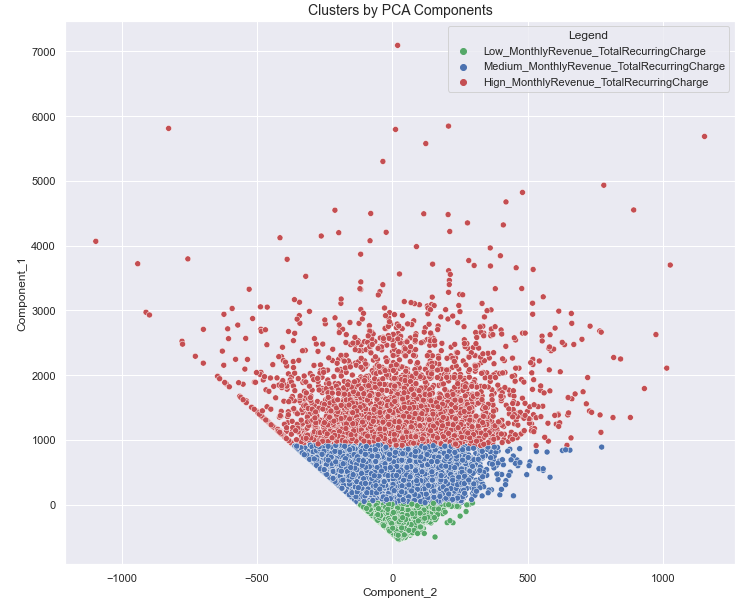 Clusters by PCA Components
Legend
Low_MonthlyRevenue_TotalRecurringCharge
Medium_MonthlyRevenue_TotalRecurringCharge
Hign_MonthlyRevenue_TotalRecurringCharge
7000
6000
5000
4000
3000
2000
1000
0
Component_1
−1000
−500
0
500
1000
Component_2